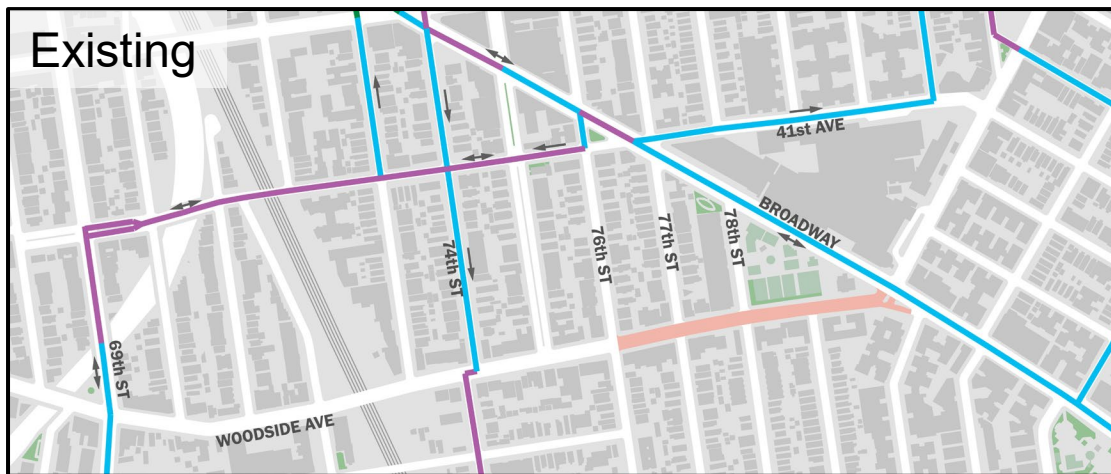 Existing
41st AVE
BROADWAY
74th ST
76th ST
77th ST
78th ST
69th ST
WOODSIDE AVE